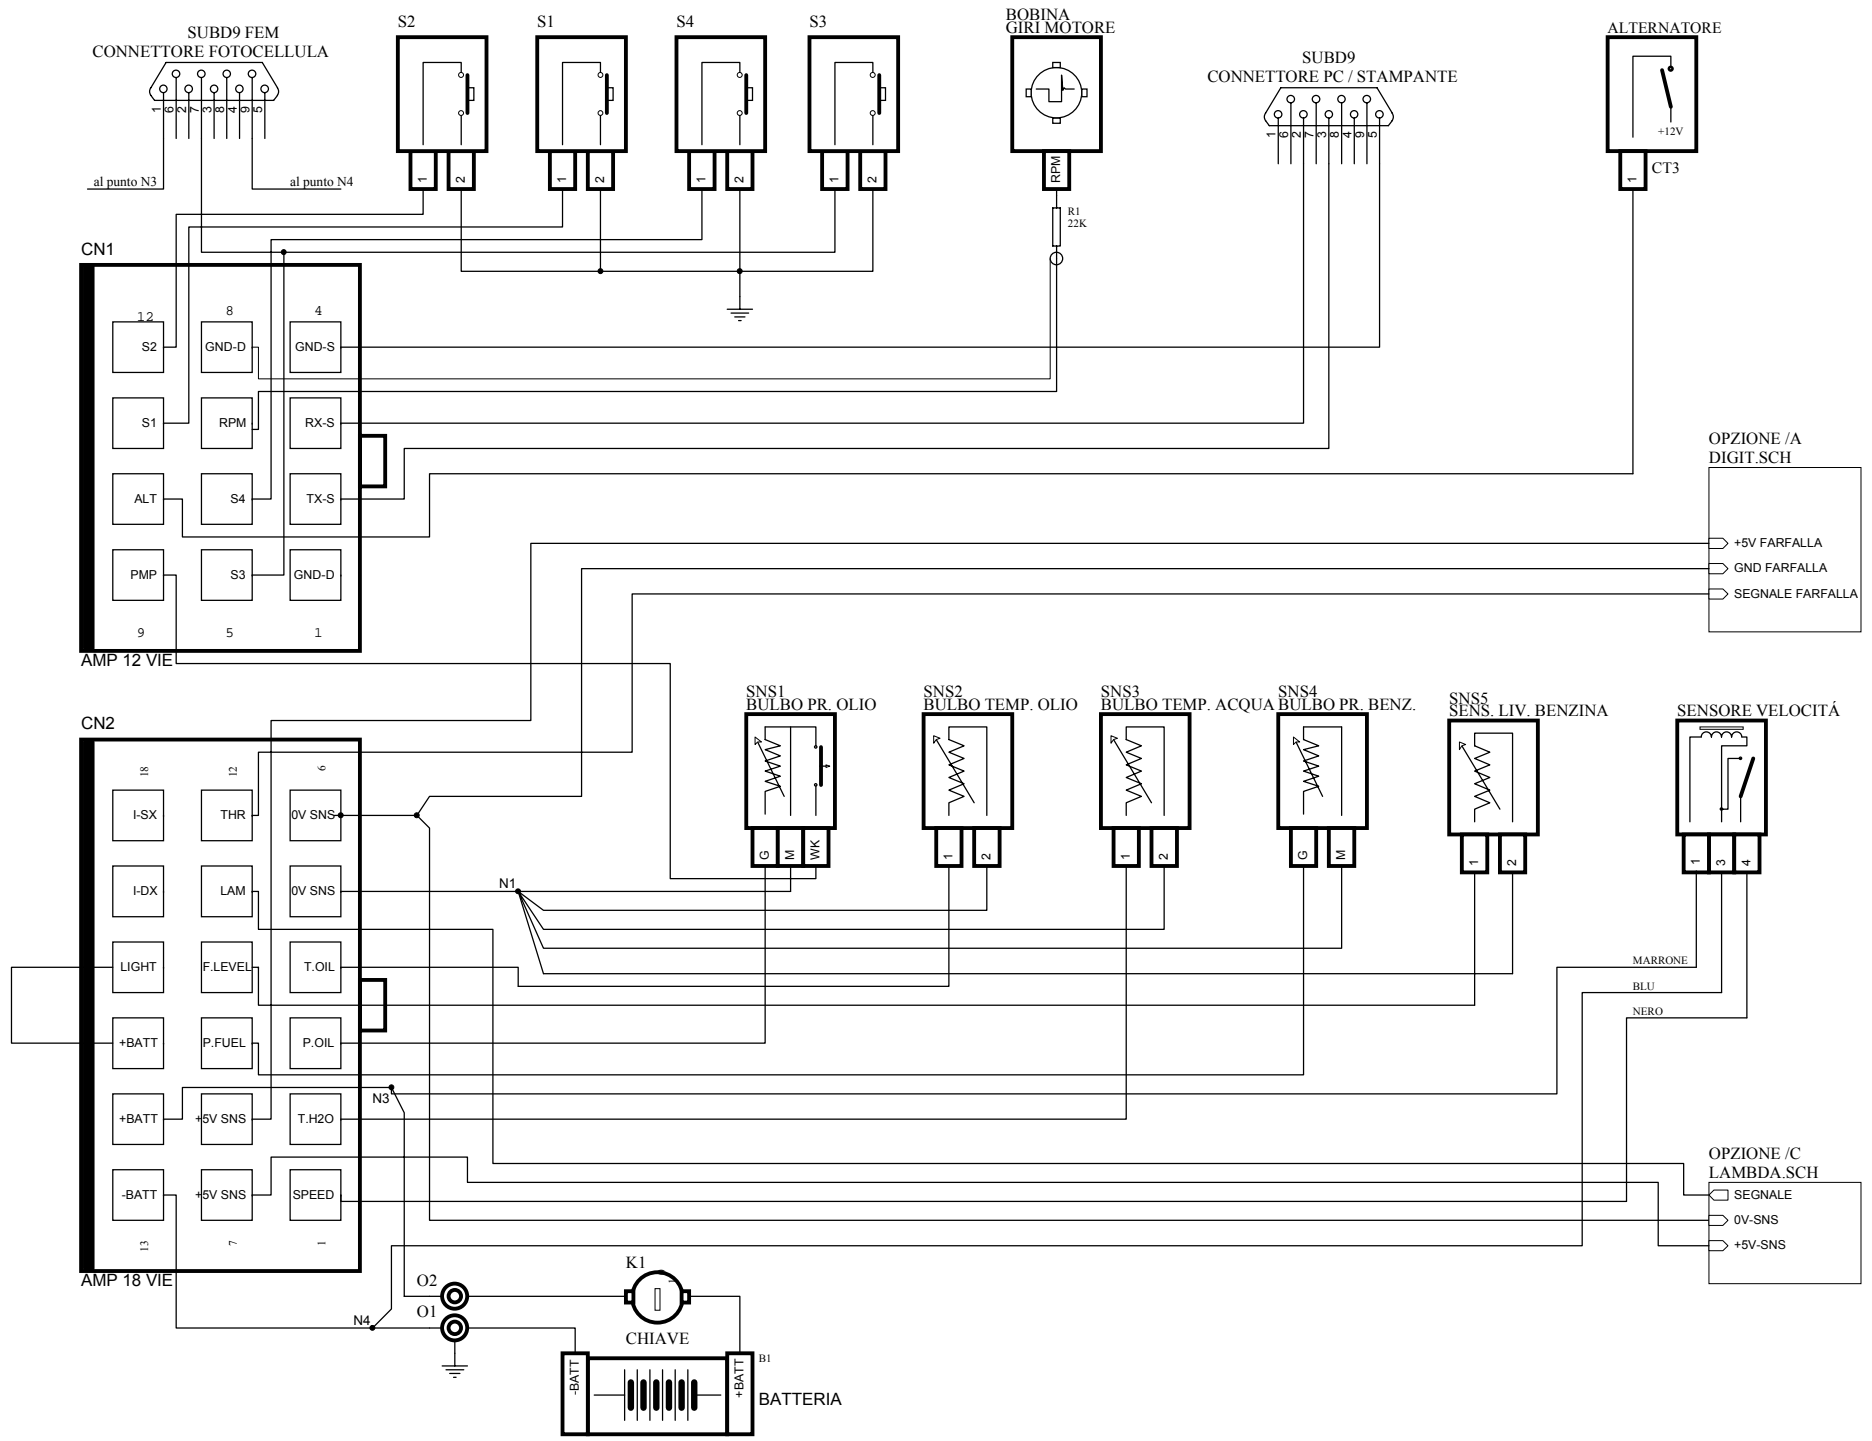 SUBD9 FEM
CONNETTORE FOTOCELLULA
1 6 2 7 3 8 4 9 5
al punto N3
al punto N4
S2
1 2
S1
1 2
S4
1 2
S3
1 2
BOBINA
GIRI MOTORE
RPM
R1
22K
SUBD9
CONNETTORE PC / STAMPANTE
1 6 2 7 3 8 4 9 5
ALTERNATORE
+12V
1
CT3
CN1
12 8 4
S2 GND-D GND-S
S1 RPM RX-S
ALT S4 TX-S
PMP S3 GND-D
9 5 1
AMP 12 VIE
OPZIONE /A
DIGIT.SCH
+5V FARFALLA
GND FARFALLA
SEGNALE FARFALLA
SNS1
BULBO PR. OLIO
G M WK
SNS2
BULBO TEMP. OLIO
1 2
SNS3
BULBO TEMP. ACQUA
1 2
SNS4
BULBO PR. BENZ.
G M
SNS5
SENS. LIV. BENZINA
1 2
SENSORE VELOCITÁ
1 3 4
MARRONE
BLU
NERO
CN2
18 12 6
I-SX THR 0V SNS
I-DX LAM 0V SNS
N1
LIGHT F.LEVEL T.OIL
+BATT P.FUEL P.OIL
N3
+BATT +5V SNS T.H2O
-BATT +5V SNS SPEED
13 7 1
AMP 18 VIE
OPZIONE /C
LAMBDA.SCH
SEGNALE
0V-SNS
+5V-SNS
N4
O2
O1
K1
CHIAVE
-BATT
+BATT
B1
BATTERIA